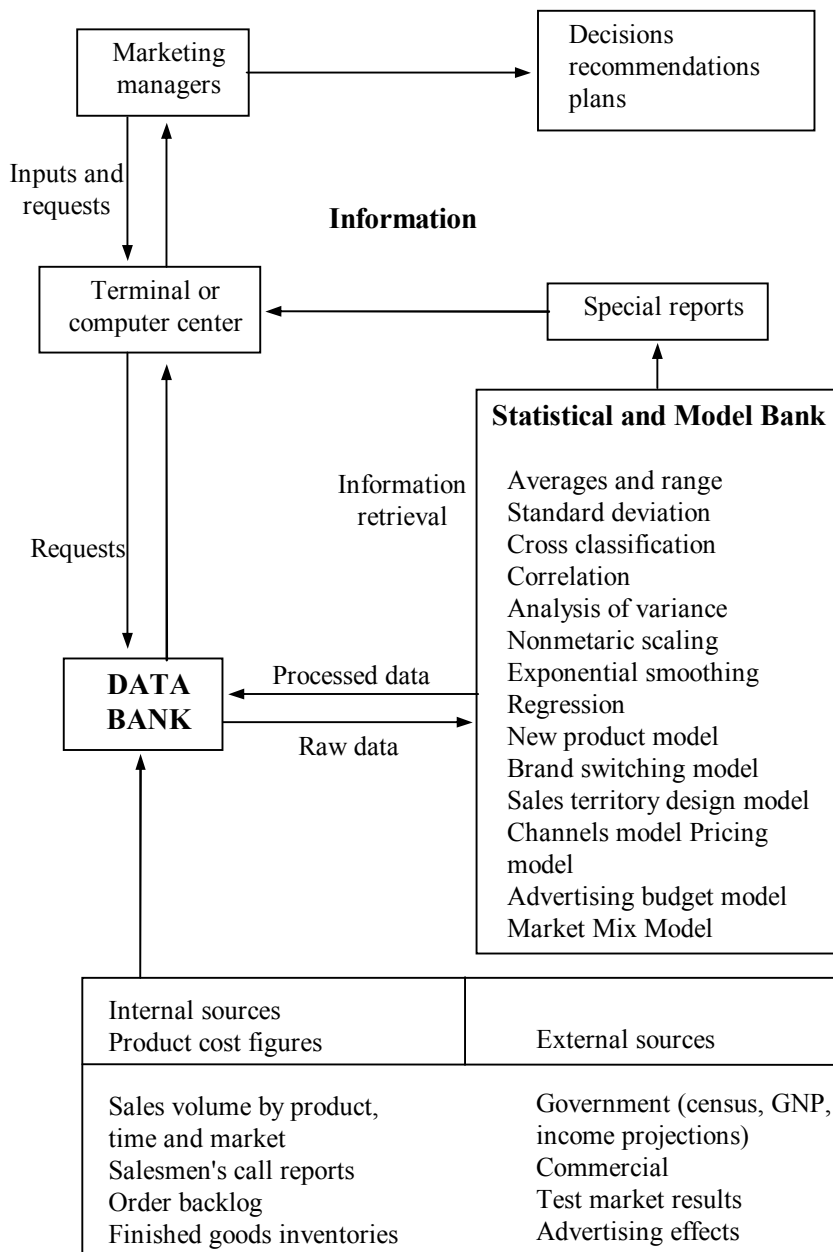 Marketing
managers
Decisions
recommendations
plans
Inputs and
requests
Information
Terminal or
computer center
Special reports
Statistical and Model Bank
Averages and range
Standard deviation
Cross classification
Correlation
Analysis of variance
Nonmetaric scaling
Exponential smoothing
Regression
New product model
Brand switching model
Sales territory design model
Channels model Pricing
model
Advertising budget model
Market Mix Model
Information
retrieval
Requests
DATA
BANK
Processed data
Raw data
Internal sources
Product cost figures
External sources
Sales volume by product,
time and market
Salesmen's call reports
Order backlog
Finished goods inventories
Government (census, GNP,
income projections)
Commercial
Test market results
Advertising effects